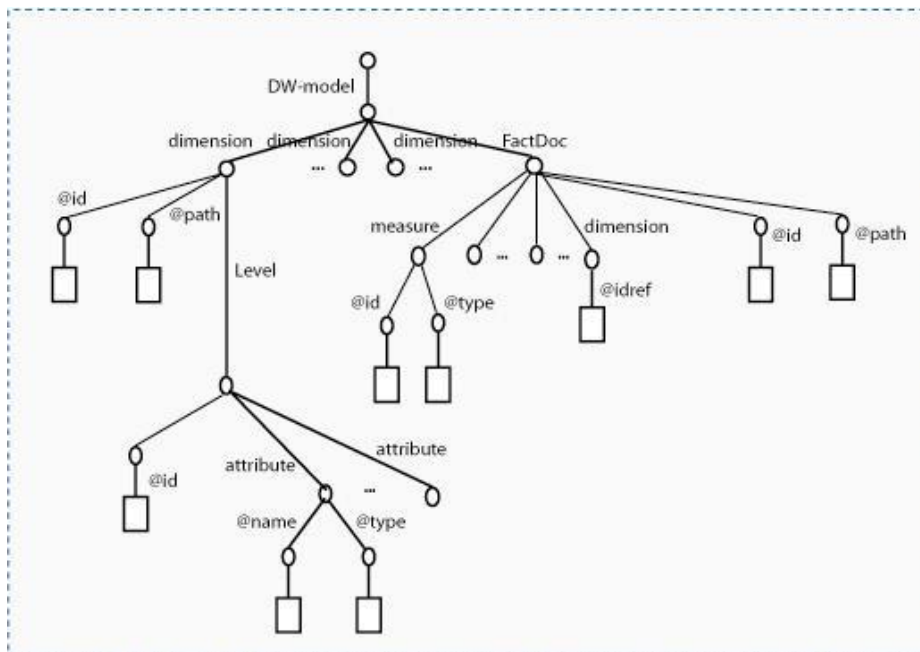 DW-model
dimension dimension dimension FactDoc
@id @path measure dimension @id @path
Level
@id @type @idref
attribute attribute
@id
...
@name @type
... ...
... ...